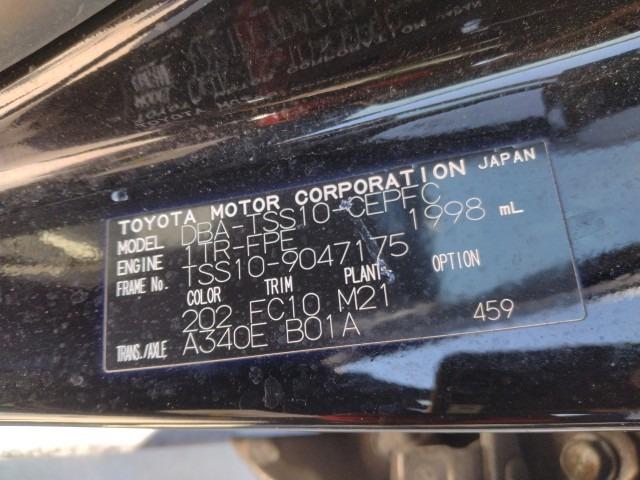 TOYOTA MOTOR CORPORATION JAPAN
MODEL DBA-TSS10-CEPFC
ENGINE 1TR-FPE 1998 mL
FRAME No. TSS10-9047175
COLOR TRIM PLANT OPTION
202 FC10 M21
TRANS./AXLE A340E B01A 459